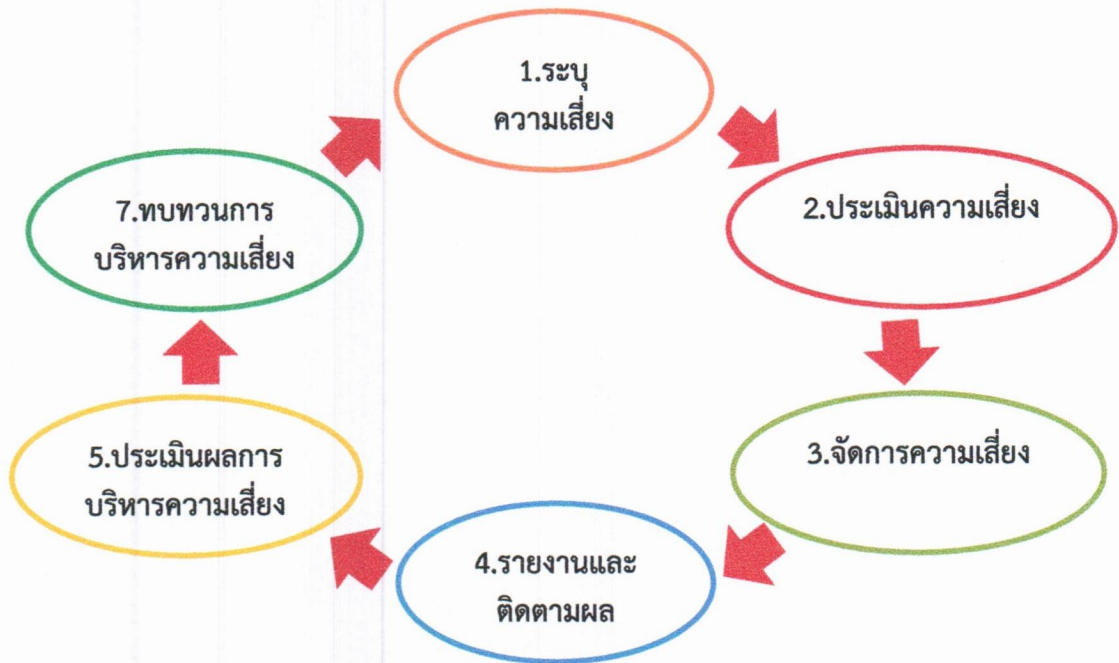 1.ระบุ
ความเสี่ยง
2.ประเมินความเสี่ยง
3.จัดการความเสี่ยง
4.รายงานและ
ติดตามผล
5.ประเมินผลการ
บริหารความเสี่ยง
7.ทบทวนการ
บริหารความเสี่ยง